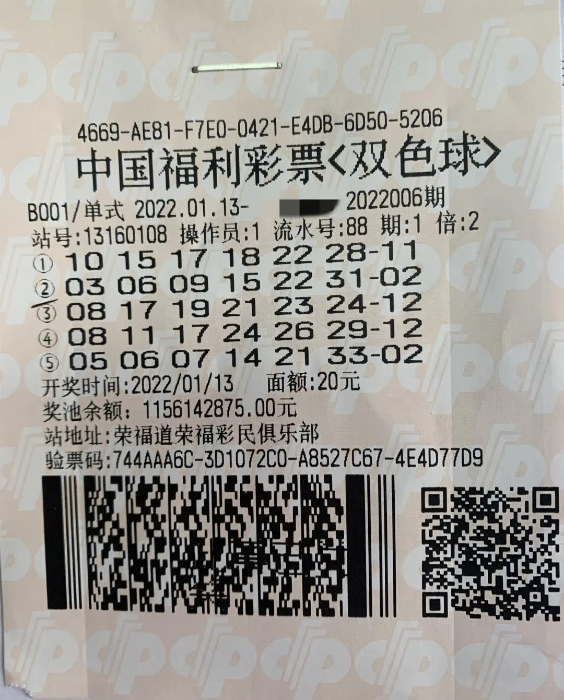 4669-AE81-F7E0-0421-E4DB-6D50-5206
中国福利彩票<双色球>
B001/单式 2022.01.13- 2022006期
站号:13160108 操作员:1 流水号:88 期:1 倍:2
① 10 15 17 18 22 28-11
② 03 06 09 15 22 31-02
③ 08 17 19 21 23 24-12
④ 08 11 17 24 26 29-12
⑤ 05 06 07 14 21 33-02
开奖时间:2022/01/13 面额:20元
奖池余额: 1156142875.00元
站地址:荣福道荣福彩民俱乐部
验票码:744AAA6C-3D1072C0-A8527C67-4E4D77D9